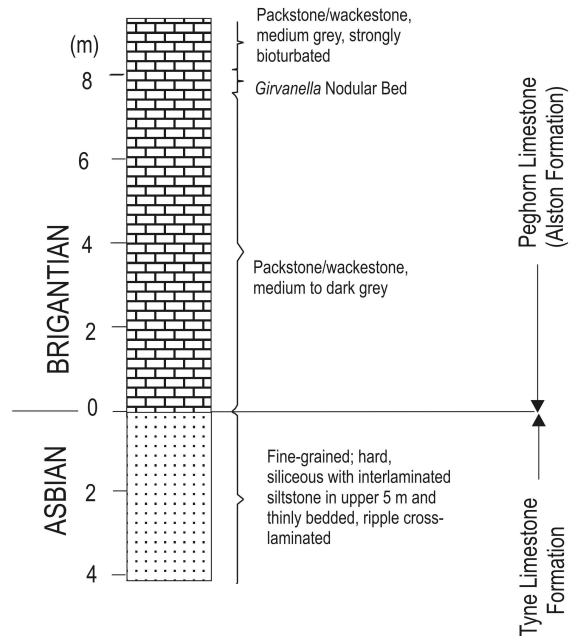 (m)
8
6
4
2
0
2
4
BRIGANTIAN
ASBIAN
Packstone/wackestone,
medium grey, strongly
bioturbated
Girvanella Nodular Bed
Packstone/wackestone,
medium to dark grey
Fine-grained; hard,
siliceous with interlaminated
siltstone in upper 5 m and
thinly bedded, ripple cross-
laminated
Peghorn Limestone
(Alston Formation)
Tyne Limestone
Formation